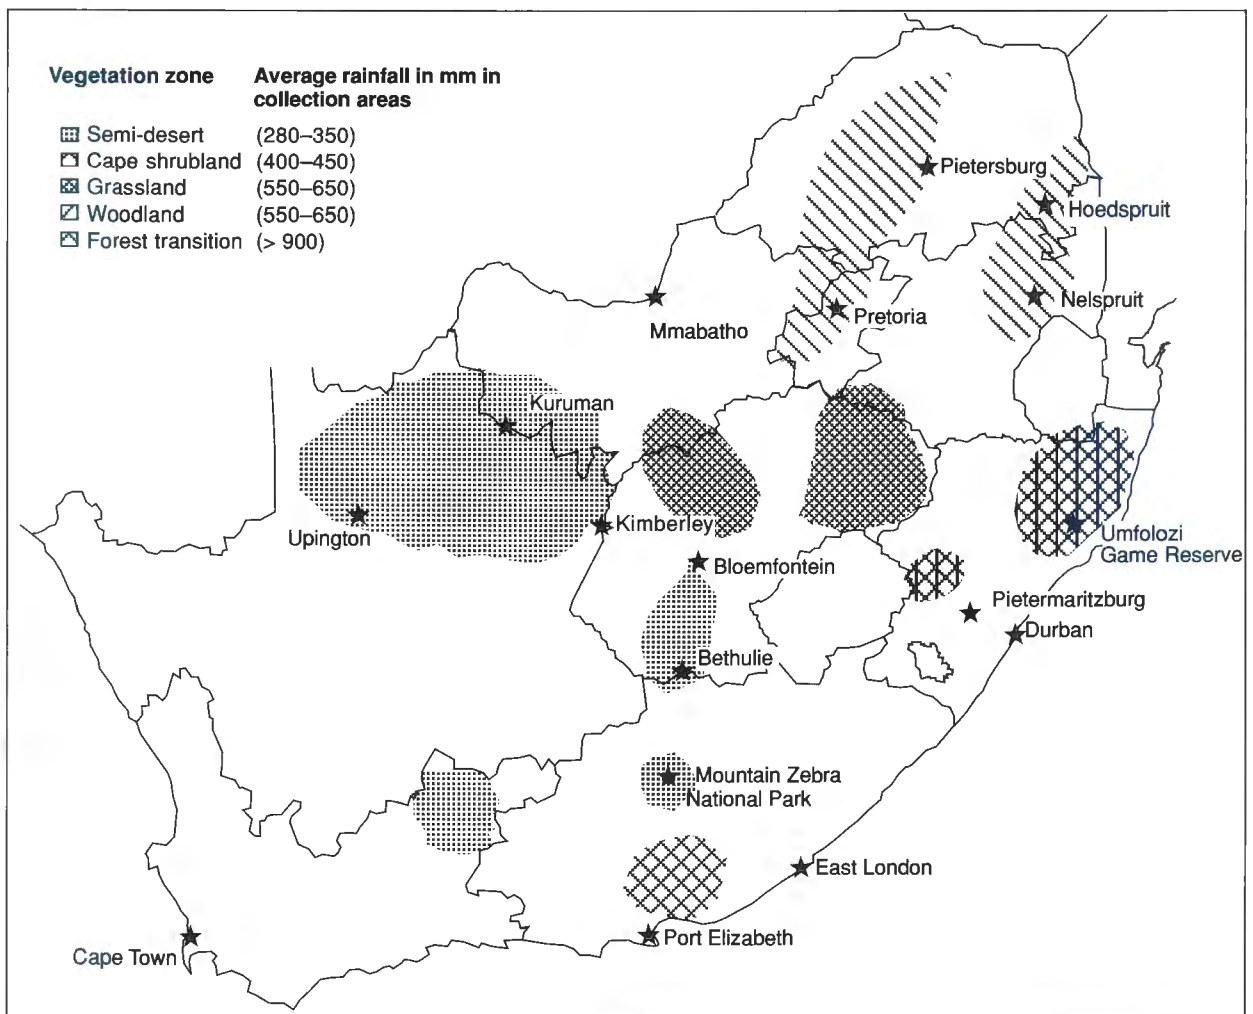 Vegetation zone Average rainfall in mm in
collection areas
Semi-desert (280–350)
Cape shrubland (400–450)
Grassland (550–650)
Woodland (550–650)
Forest transition (> 900)
Pietersburg
Hoedspruit
Nelspruit
Pretoria
Mmabatho
Kuruman
Upington
Kimberley
Bloemfontein
Umfolozi
Game Reserve
Pietermaritzburg
Durban
Bethulie
Mountain Zebra
National Park
East London
Port Elizabeth
Cape Town